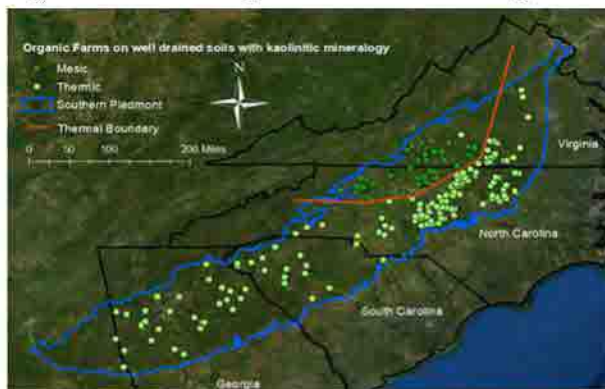 Organic Farms on well drained soils with kaolinitic mineralogy
Mesic
Thermic
Southern Piedmont
Thermal Boundary
N
0 50 100 200 Miles
Virginia
North Carolina
South Carolina
Georgia